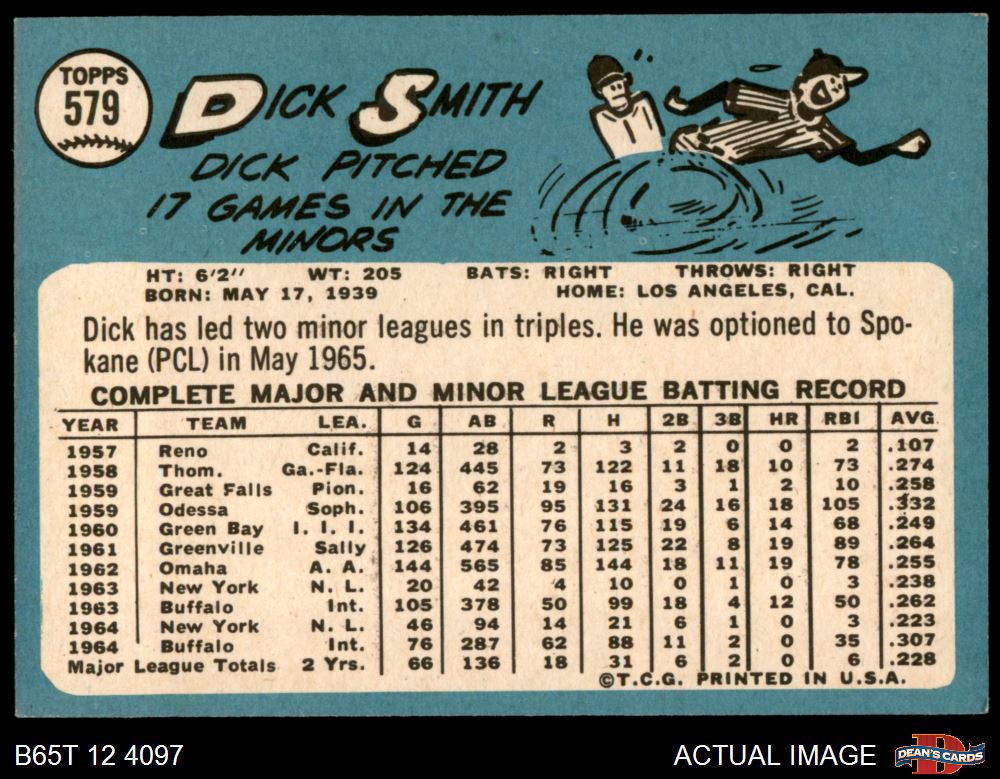 TOPPS
579
DICK SMITH
DICK PITCHED
17 GAMES IN THE
MINORS
HT: 6'2" WT: 205 BATS: RIGHT THROWS: RIGHT
BORN: MAY 17, 1939 HOME: LOS ANGELES, CAL.
Dick has led two minor leagues in triples. He was optioned to Spo-
kane (PCL) in May 1965.
COMPLETE MAJOR AND MINOR LEAGUE BATTING RECORD
YEAR TEAM LEA. G AB R H 2B 3B HR RBI AVG
1957 Reno Calif. 14 28 2 3 2 0 0 2 .107
1958 Thom. Ga.-Fla. 124 445 73 122 11 18 10 73 .274
1959 Great Falls Pion. 16 62 19 16 3 1 2 10 .258
1959 Odessa Soph. 106 395 95 131 24 16 18 105 .332
1960 Green Bay I. I. I. 134 461 76 115 19 6 14 68 .249
1961 Greenville Sally 126 474 73 125 22 8 19 89 .264
1962 Omaha A. A. 144 565 85 144 18 11 19 78 .255
1963 New York N. L. 20 42 4 10 0 1 0 3 .238
1963 Buffalo Int. 105 378 50 99 18 4 12 50 .262
1964 New York N. L. 46 94 14 21 6 1 0 3 .223
1964 Buffalo Int. 76 287 62 88 11 2 0 35 .307
Major League Totals 2 Yrs. 66 136 18 31 6 2 0 6 .228
©T.C.G. PRINTED IN U.S.A.
B65T 12 4097 ACTUAL IMAGE DEAN'S CARDS